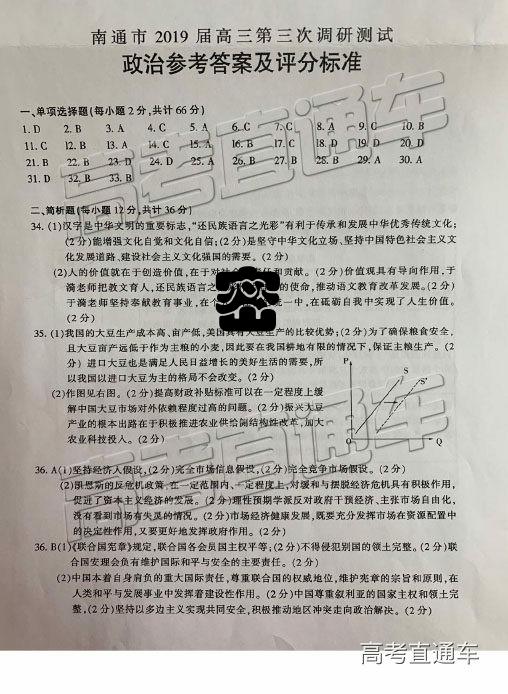 南通市 2019 届高三第三次调研测试
政治参考答案及评分标准
一、单项选择题(每小题2分,共计66分)
1. D 2. B 3. A 4. C 5. A 6. C 7. C 8. A 9. C 10. B
11. C 12. B 13. A 14. C 15. A 16. B 17. C 18. D 19. D 20. D
21. B 22. B 23. D 24. D 25. A 26. B 27. B 28. B 29. A 30. A
31. D 32. B 33. B
二、简析题(每小题12分,共计36分)
34. (1)汉字是中华文明的重要标志,“还民族语言之光彩”有利于传承和发展中华优秀传统文化;
(2分)能增强文化自觉和文化自信;(2分)是坚守中华文化立场、坚持中国特色社会主义文
化发展道路,建设社会主义文化强国的需要。(2分)
(2)人的价值就在于创造价值,在于对社会的责任和贡献。(2分)价值观具有导向作用,于
漪老师把教文育人,还民族语言之 的使命,推动语文教育改革发展。(2分)
于漪老师坚持奉献教育事业,在个 统一中,在砥砺自我中实现了人生价值。
(2分)
35. (1)我国的大豆生产成本高、亩产低,美国具有大豆生产的比较优势;(2分)为了确保粮食安全,
且大豆亩产远低于作为主粮的小麦,因此要在我国耕地有限的情况下,保证主粮生产。(2
分)进口大豆也是满足人民日益增长的美好生活的需要,所
以我国以进口大豆为主的格局不会改变。(2分)
(2)作图见右图。(2分)提高财政补贴标准可以在一定程度上缓
解中国大豆市场对外依赖程度过高的问题。(2分)振兴大豆
产业的根本出路在于积极推进农业供给侧结构性改革,加大
农业科技投入。(2分)
P
S
S'
O
Q
36. A(1)坚持经济人假设,(2分)完全市场信息假设,(2分)完全竞争市场假设。(2分)
(2)凯恩斯的反危机政策,在一定范围内、一定程度上,对缓和与摆脱经济危机具有积极作用,
促进了资本主义经济的发展。(2分)理性预期学派反对政府干预经济、主张市场自由化,
没有看到市场有失灵的情况。(2分)市场经济健康发展,既要充分发挥市场在资源配置中
的决定性作用,又要更好地发挥政府作用。(2分)
36. B(1)《联合国宪章》规定,联合国各会员国主权平等;(2分)不得侵犯别国的领土完整。(2分)联
合国安理会负有维护国际和平与安全的主要责任。(2分)
(2)中国本着自身肩负的重大国际责任,尊重联合国的权威地位,维护宪章的宗旨和原则,在
人类和平与发展事业中发挥着建设性作用。(2分)中国尊重叙利亚的国家主权和领土完
整,(2分)坚持以多边主义实现共同安全,积极推动地区冲突走向政治解决。(2分)
高考直通车
高考直通车
高考直通车